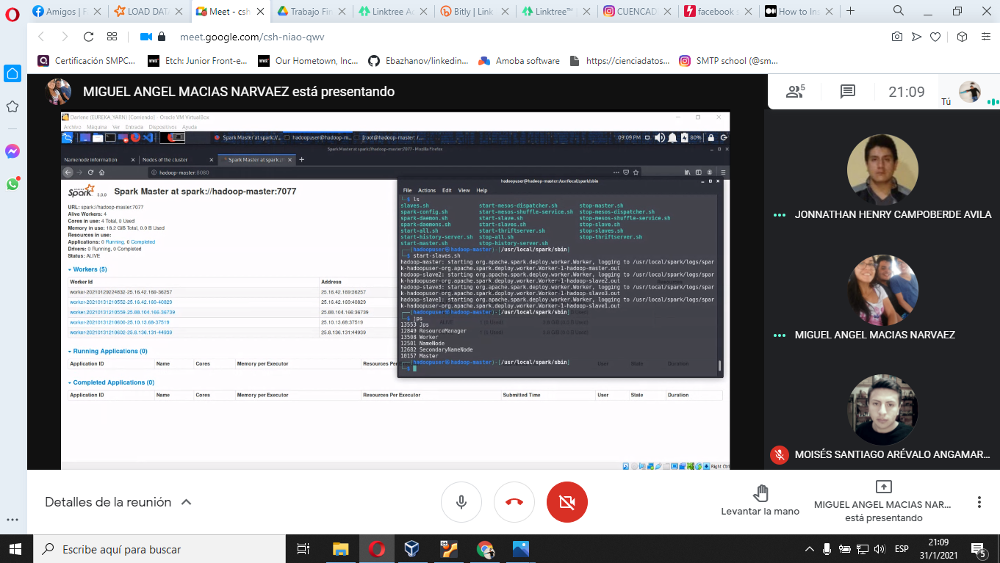 Amigos | F
LOAD DATA
Meet - csh
Trabajo Fin
Linktree Ad
Bitly | Link
Linktree™
CUENCAD
facebook s
How to Ins
meet.google.com/csh-niao-qwv
Certificación SMPC...
Etch: Junior Front-e...
Our Hometown, Inc...
Ebazhanov/linkedin...
Amoba software
https://cienciadatos...
SMTP school (@sm...
MIGUEL ANGEL MACIAS NARVAEZ está presentando
5
21:09
Tú
Darlene (EUREKA_YARN) [Corriendo] - Oracle VM VirtualBox
Archivo Máquina Ver Entrada Dispositivos Ayuda
Spark Master at spark://...
hadoopuser@hadoop-m...
[root@hadoop-master: /...
09:09 PM
80%
Spark Master at spark://hadoop-master:7077 - Mozilla Firefox
Namenode information
Nodes of the cluster
Spark Master at spark://
hadoop-master:8080
Spark 3.0.0
Spark Master at spark://hadoop-master:7077
URL: spark://hadoop-master:7077
Alive Workers: 4
Cores in use: 4 Total, 0 Used
Memory in use: 18.2 GiB Total, 0.0 B Used
Resources in use:
Applications: 0 Running, 0 Completed
Drivers: 0 Running, 0 Completed
Status: ALIVE
Workers (5)
Worker Id
Address
Resources
worker-20210129224832-25.16.42.169-36257
25.16.42.169:36257
worker-20210131210552-25.16.42.169-40829
25.16.42.169:40829
worker-20210131210559-25.88.104.166-36739
25.88.104.166:36739
worker-20210131210600-25.10.13.68-37519
25.10.13.68:37519
worker-20210131210602-25.8.136.131-44939
25.8.136.131:44939
Running Applications (0)
Application ID Name Cores Memory per Executor Resources Per User State Duration
Completed Applications (0)
Application ID Name Cores Memory per Executor Resources Per Executor Submitted Time User State Duration
hadoopuser@hadoop-master:/usr/local/spark/sbin
File Actions Edit View Help
$ ls
slaves.sh start-mesos-dispatcher.sh stop-master.sh
spark-config.sh start-mesos-shuffle-service.sh stop-mesos-dispatcher.sh
spark-daemon.sh start-slave.sh stop-mesos-shuffle-service.sh
spark-daemons.sh start-slaves.sh stop-slave.sh
start-all.sh start-thriftserver.sh stop-slaves.sh
start-history-server.sh stop-all.sh stop-thriftserver.sh
start-master.sh stop-history-server.sh
(hadoopuser㉿hadoop-master)-[/usr/local/spark/sbin]
$ start-slaves.sh
hadoop-master: starting org.apache.spark.deploy.worker.Worker, logging to /usr/local/spark/logs/spar
k-hadoopuser-org.apache.spark.deploy.worker.Worker-1-hadoop-master.out
hadoop-slave2: starting org.apache.spark.deploy.worker.Worker, logging to /usr/local/spark/logs/spar
k-hadoopuser-org.apache.spark.deploy.worker.Worker-1-hadoop-slave2.out
hadoop-slave3: starting org.apache.spark.deploy.worker.Worker, logging to /usr/local/spark/logs/spar
k-hadoopuser-org.apache.spark.deploy.worker.Worker-1-hadoop-slave3.out
hadoop-slave1: starting org.apache.spark.deploy.worker.Worker, logging to /usr/local/spark/logs/spar
k-hadoopuser-org.apache.spark.deploy.worker.Worker-1-hadoop-slave1.out
(hadoopuser㉿hadoop-master)-[/usr/local/spark/sbin]
$ jps
13553 Jps
12849 ResourceManager
13508 Worker
12501 NameNode
12682 SecondaryNameNode
10157 Master
(hadoopuser㉿hadoop-master)-[/usr/local/spark/sbin]
$
Right Ctrl
JONNATHAN HENRY CAMPOBERDE AVILA
MIGUEL ANGEL MACIAS NARVAEZ
MOISÉS SANTIAGO ARÉVALO ANGAMAR...
Detalles de la reunión
Levantar la mano
MIGUEL ANGEL MACIAS NAR...
está presentando
Escribe aquí para buscar
ESP
21:09
31/1/2021
5